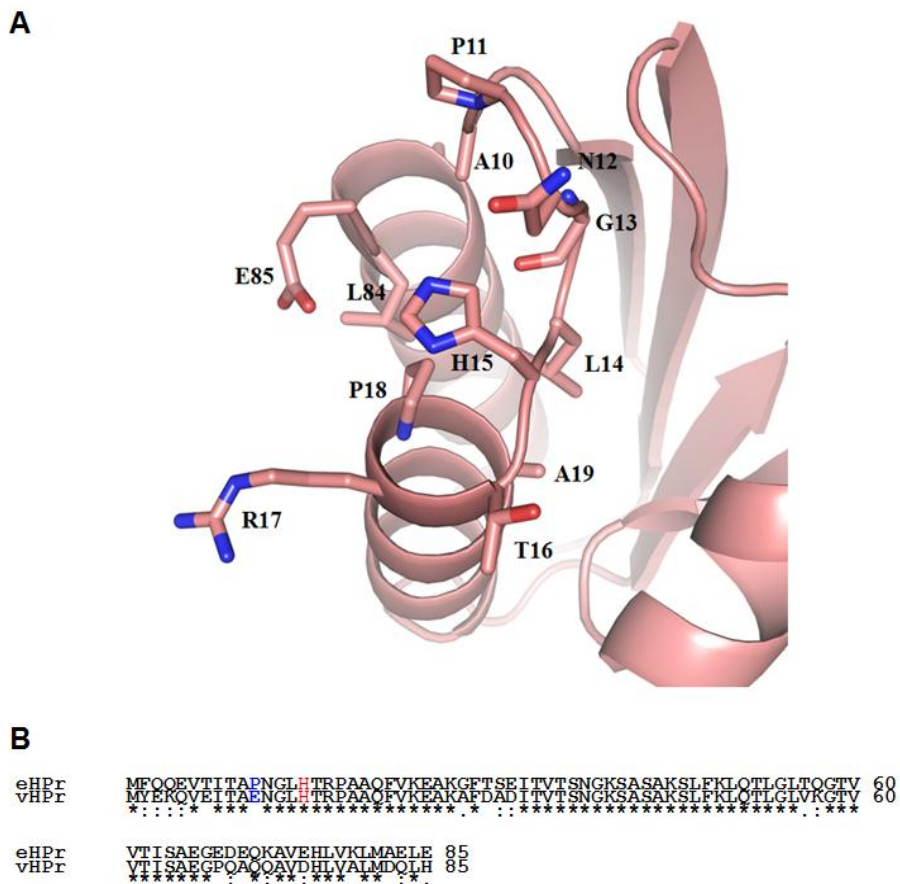 A
P11
A10
N12
G13
E85
L84
H15
L14
P18
A19
R17
T16
B
eHPr MFQQEVTITAPNGLHTRPAAQFVKEAKGFTSEITVTSNGKSASAKSLFKLQTLGLTQGTV 60
vHPr MYEKQVEITAENGLHTRPAAQFVKEAKAFDADITVTSNGKSASAKSLFKLQTLGLVKGTV 60
*:::* *** ****************.* ::***********************.:***
eHPr VTISAEGEDEQKAVEHLVKLMAELE 85
vHPr VTISAEGPQAQQAVDHLVALMDQLH 85
******* : *:**:*** ** :*.